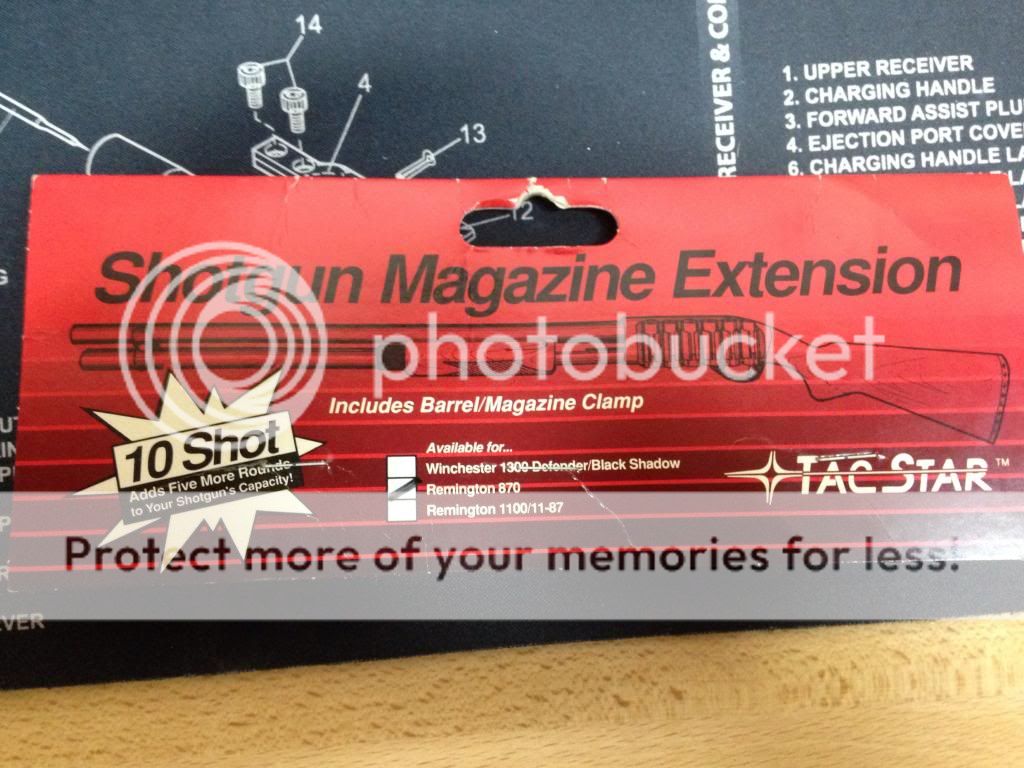 14
4
13
RECEIVER & CO
1. UPPER RECEIVER
2. CHARGING HANDLE
3. FORWARD ASSIST PLU
4. EJECTION PORT COVE
6. CHARGING HANDLE LA
12
Shotgun Magazine Extension
photobucket
Includes Barrel/Magazine Clamp
10 Shot
Adds Five More Rounds
to Your Shotgun's Capacity!
Available for...
Winchester 1300 Defender/Black Shadow
Remington 870
Remington 1100/11-87
TACSTAR™
Protect more of your memories for less!
EVER